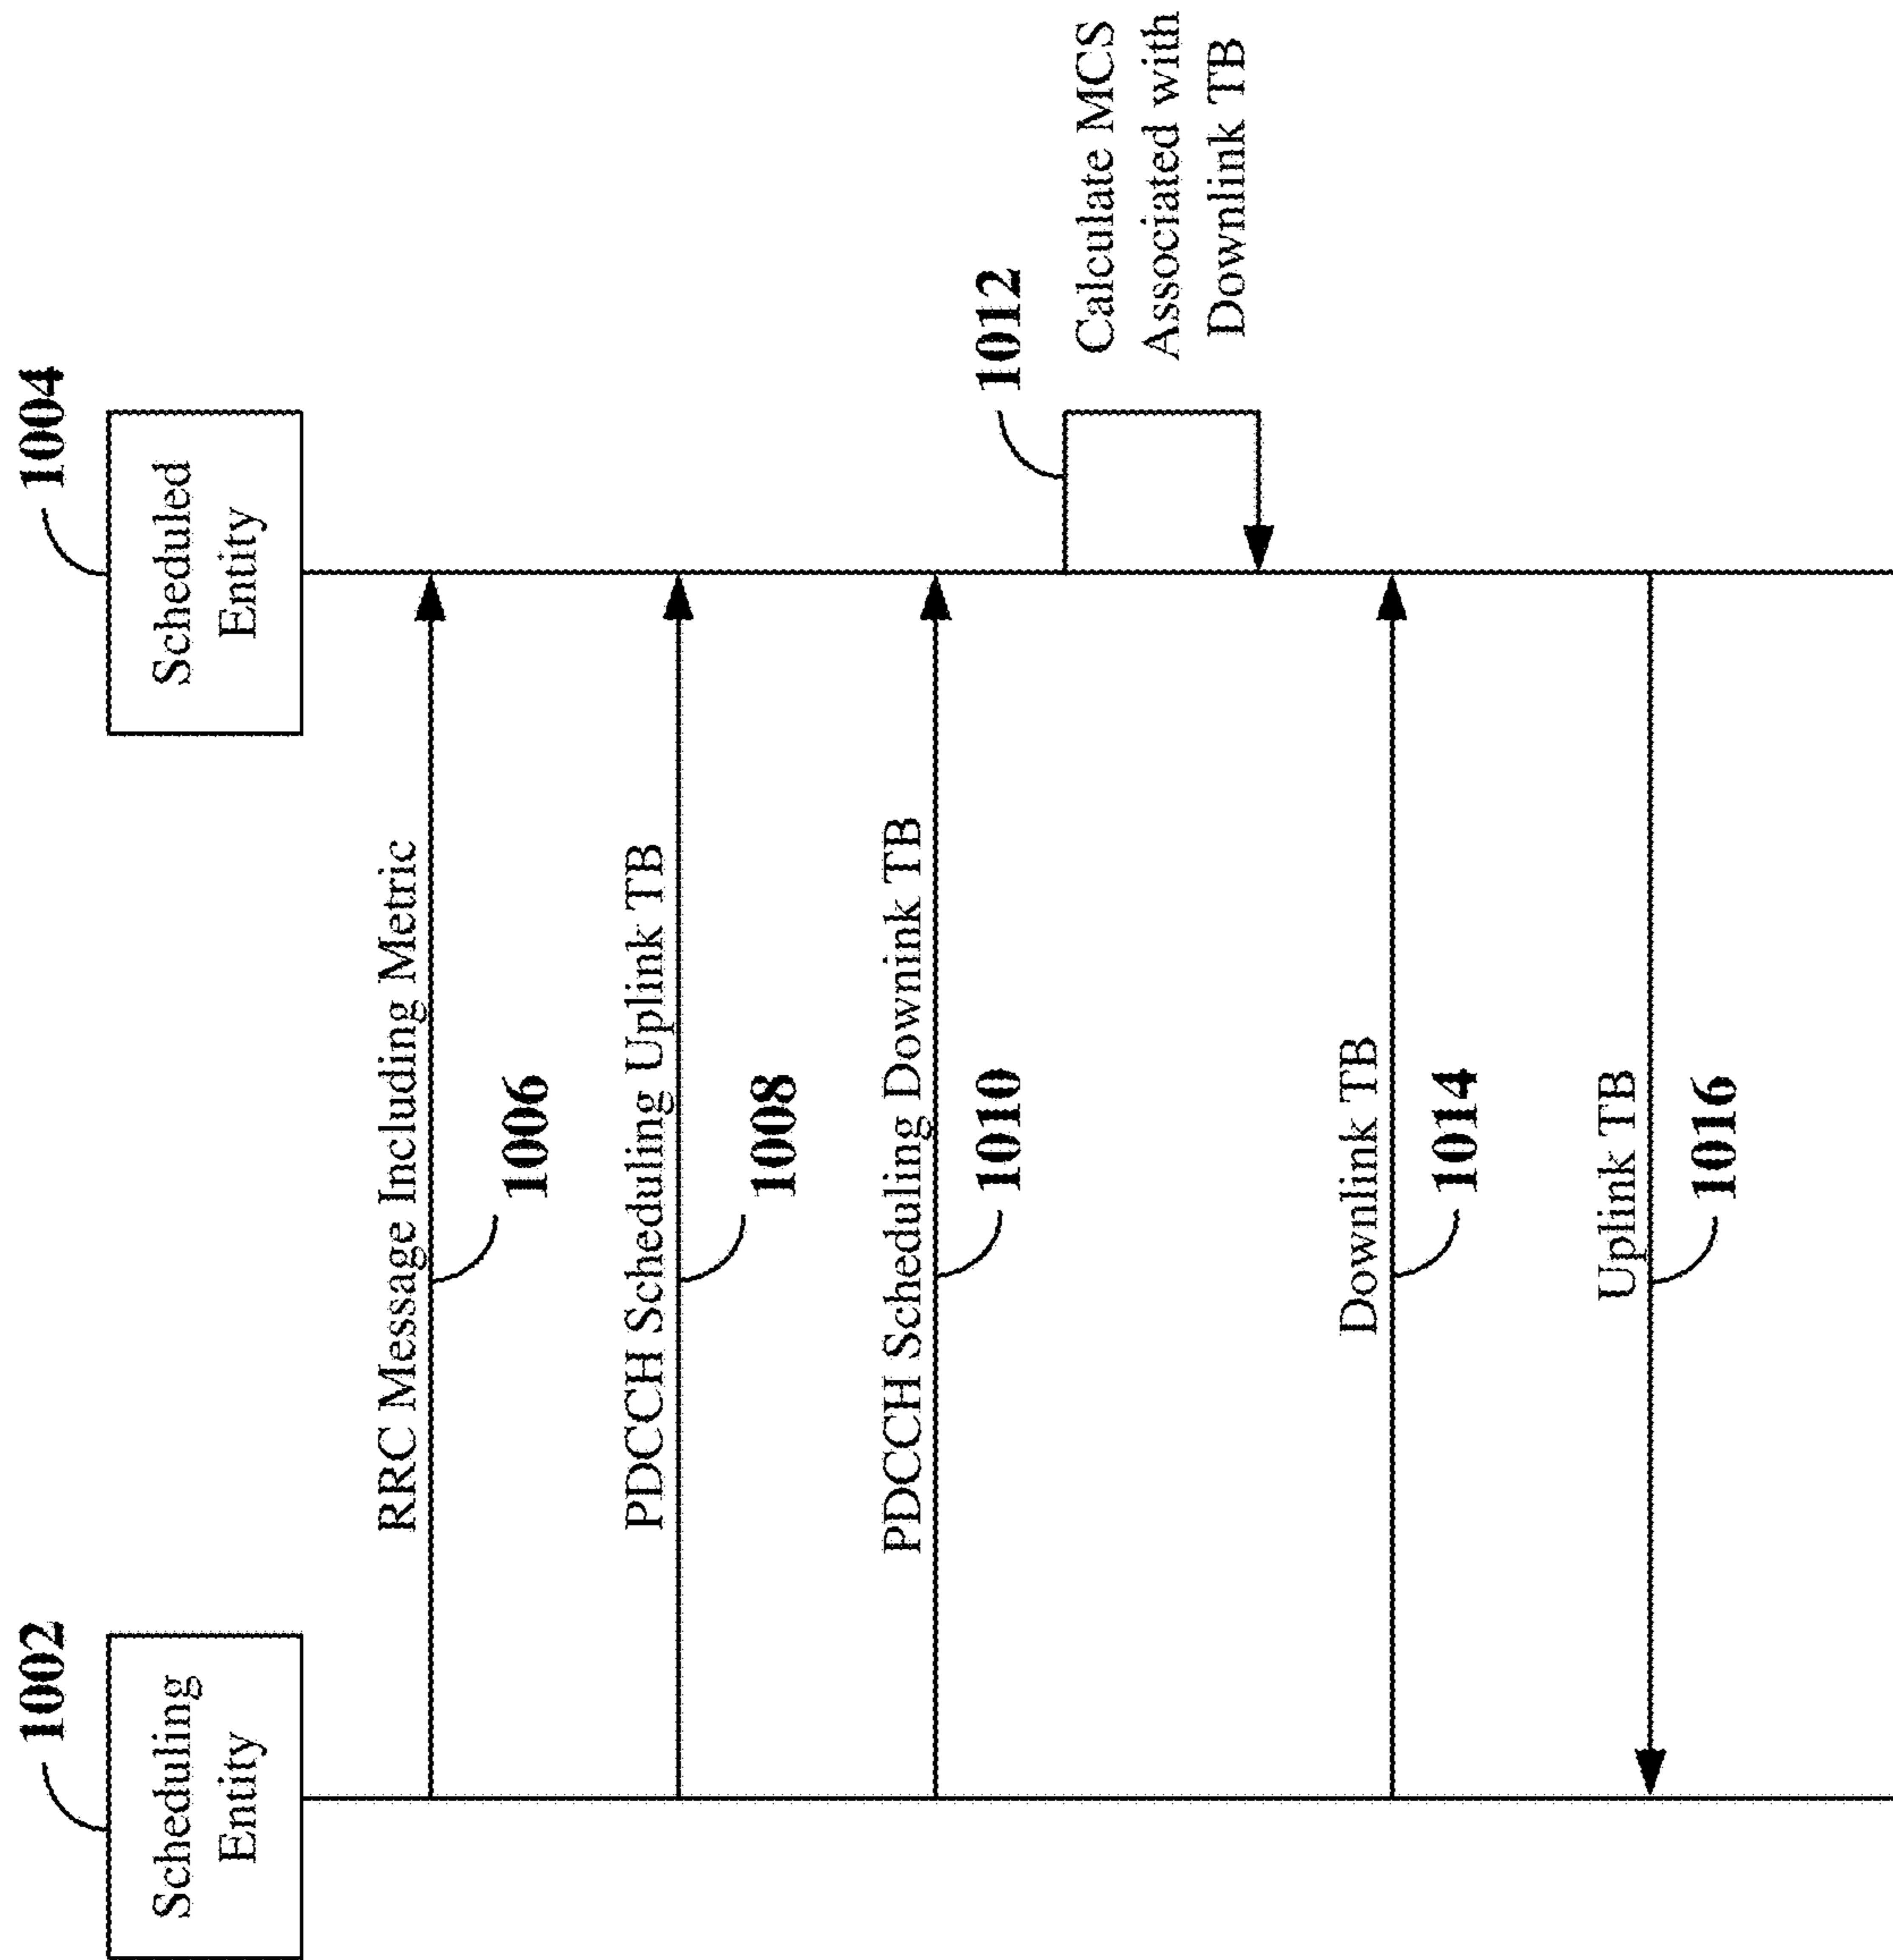 1002
Scheduling
Entity
1004
Scheduled
Entity
RRC Message Including Metric
1006
PDCCH Scheduling Uplink TB
1008
PDCCH Scheduling Downink TB
1010
1012
Calculate MCS
Associated with
Downlink TB
Downlink TB
1014
Uplink TB
1016